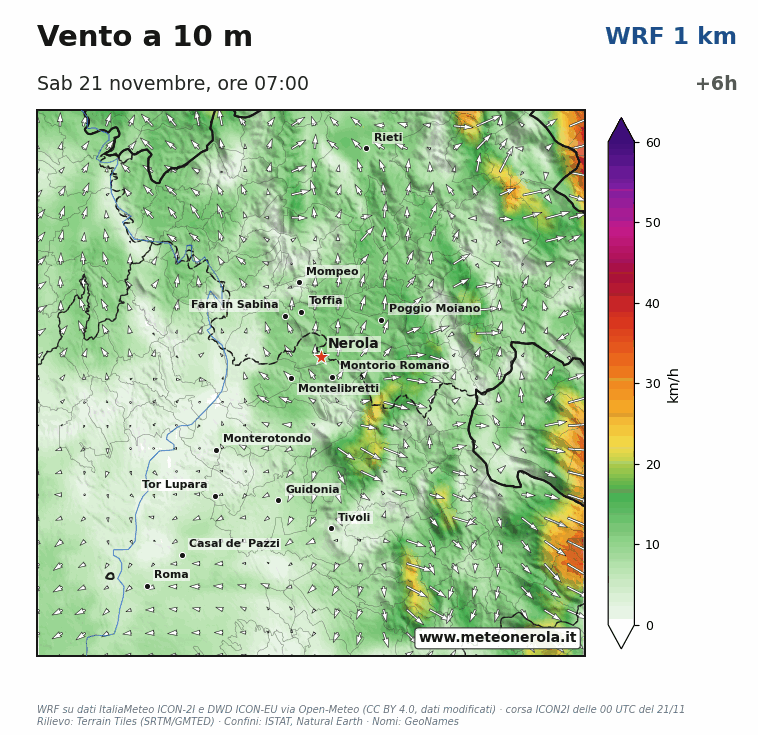 Vento a 10 m
WRF 1 km
Sab 21 novembre, ore 07:00
+6h
Rieti
Mompeo
Fara in Sabina
Toffia
Poggio Moiano
Nerola
Montorio Romano
Montelibretti
Monterotondo
Tor Lupara
Guidonia
Tivoli
Casal de' Pazzi
Roma
www.meteonerola.it
60
50
40
30
20
10
0
km/h
WRF su dati ItaliaMeteo ICON-2I e DWD ICON-EU via Open-Meteo (CC BY 4.0, dati modificati) · corsa ICON2I delle 00 UTC del 21/11
Rilievo: Terrain Tiles (SRTM/GMTED) · Confini: ISTAT, Natural Earth · Nomi: GeoNames